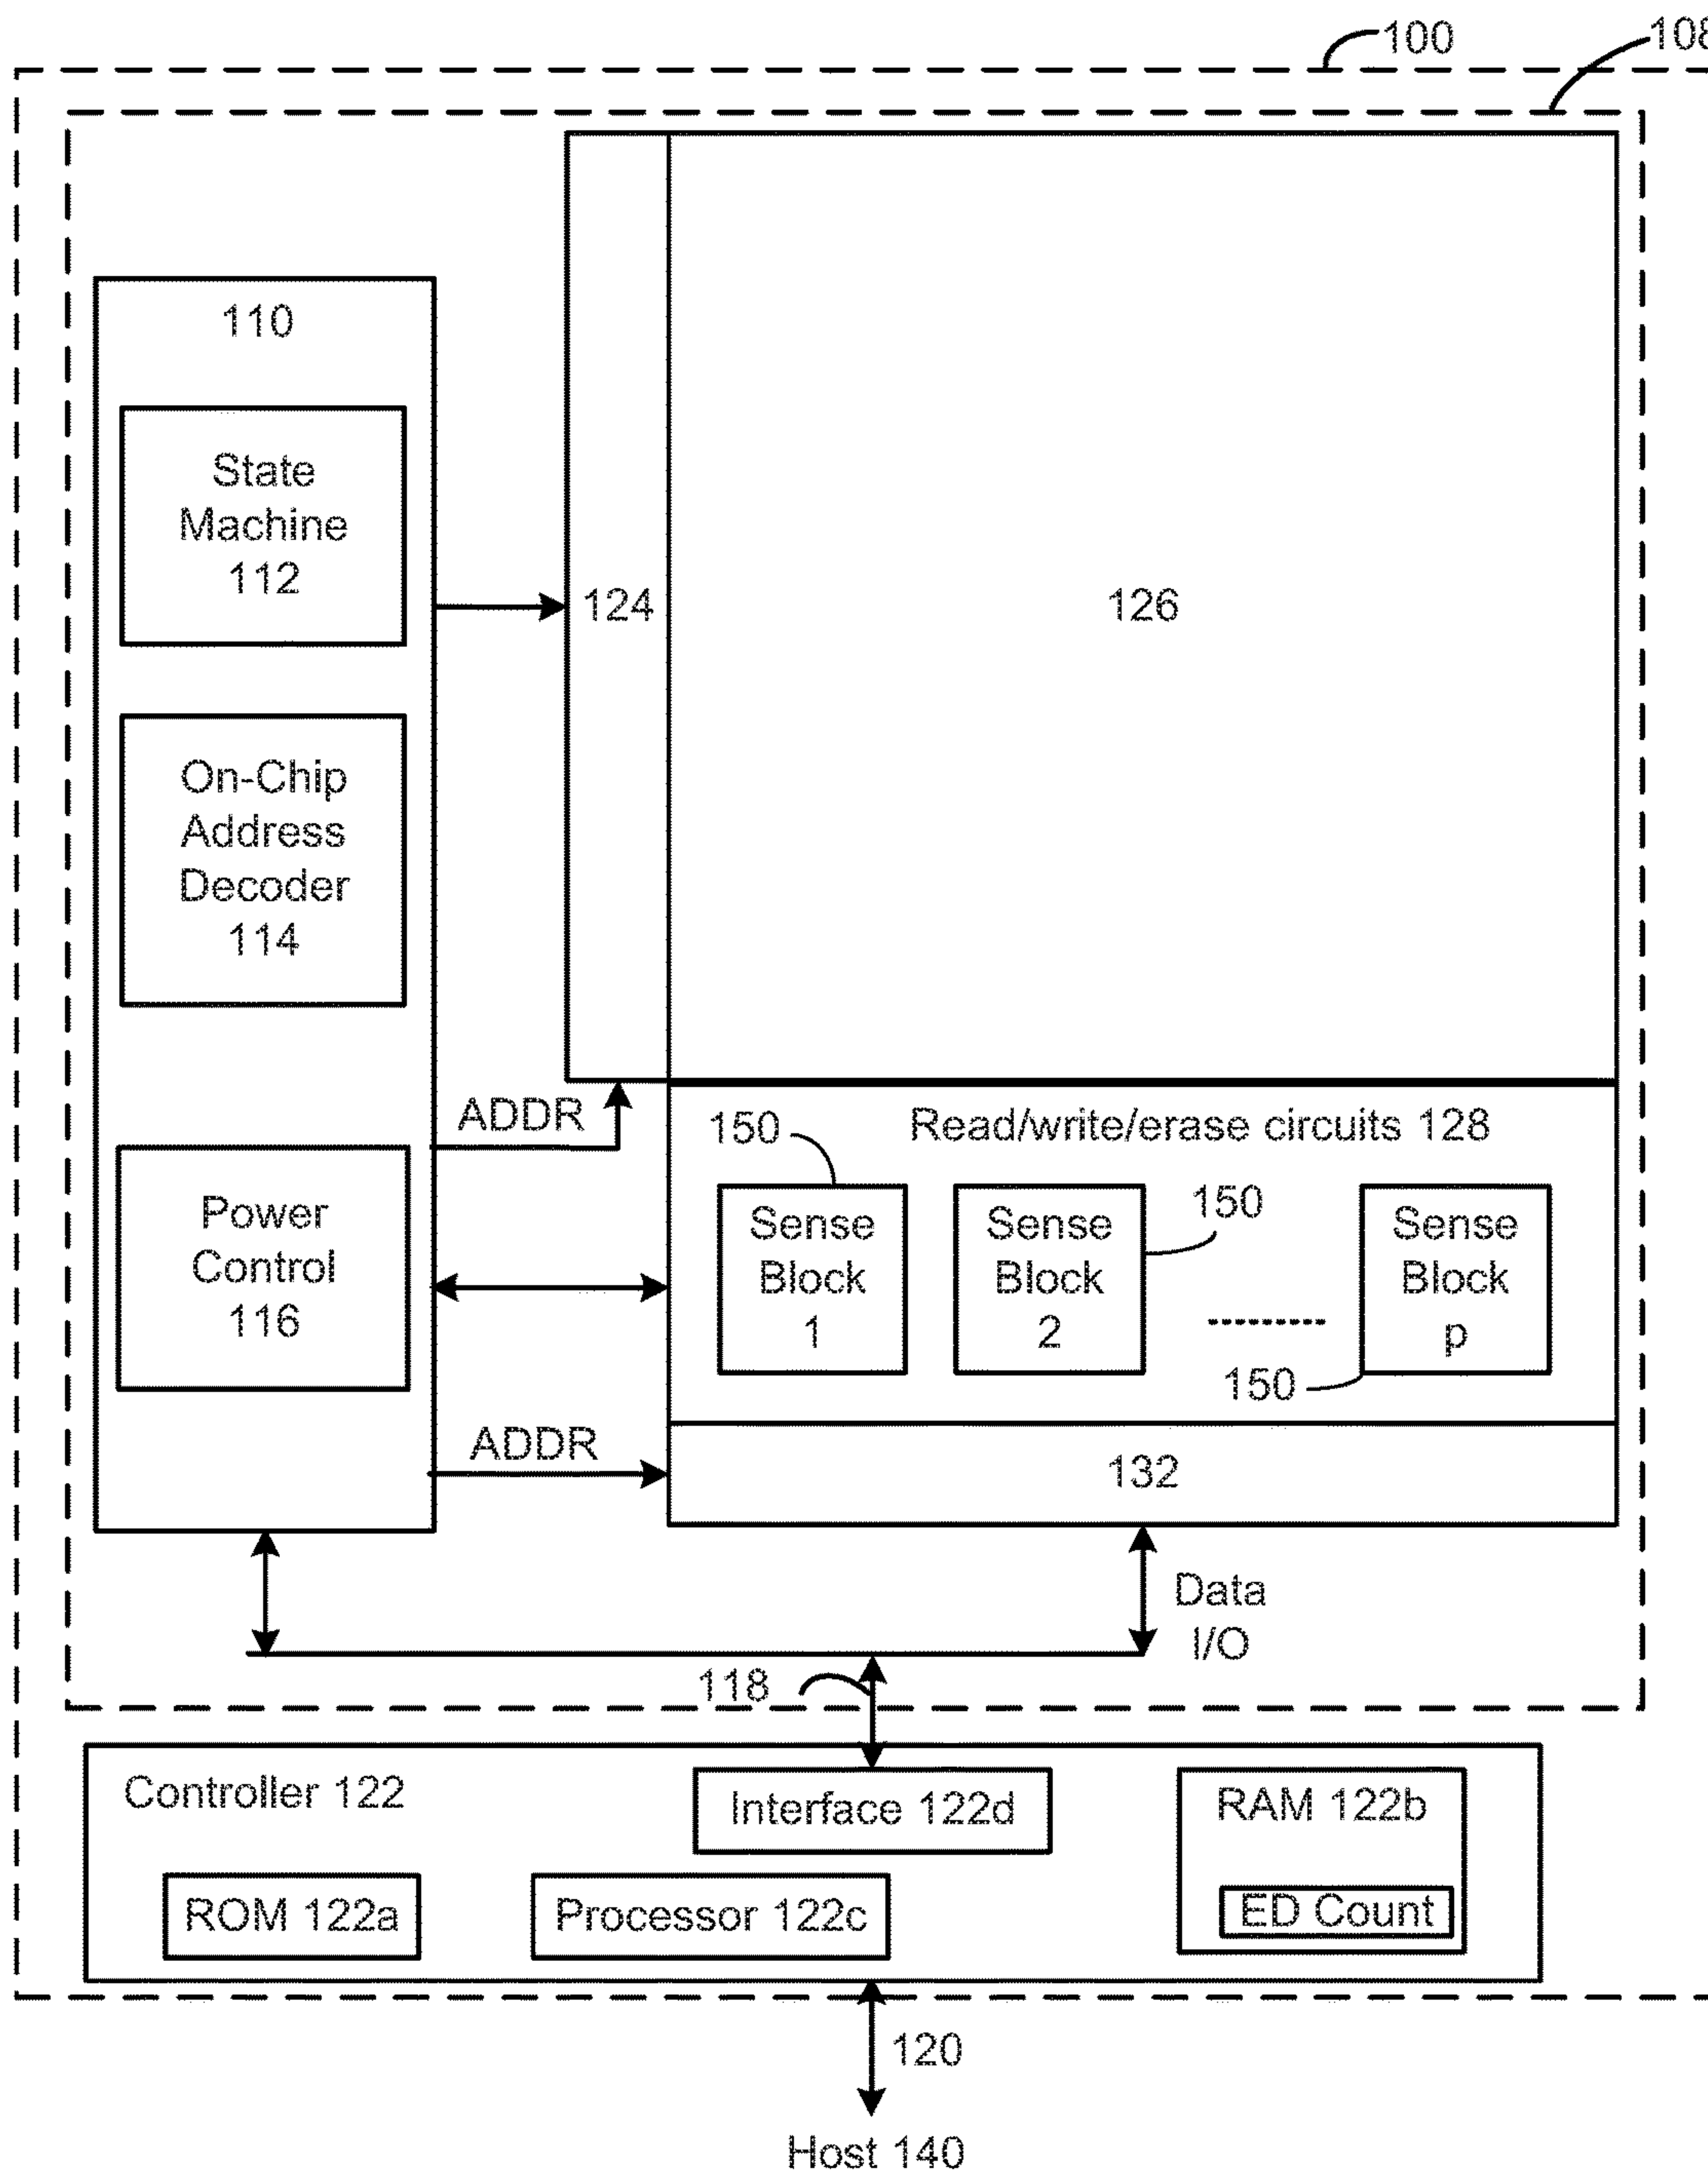 100
108
110
State
Machine
112
124
126
On-Chip
Address
Decoder
114
ADDR
150
Read/write/erase circuits 128
Power
Control
116
Sense
Block
1
Sense
Block
2
150
Sense
Block
p
150
ADDR
132
Data
I/O
118
Controller 122
Interface 122d
RAM 122b
ROM 122a
Processor 122c
ED Count
120
Host 140